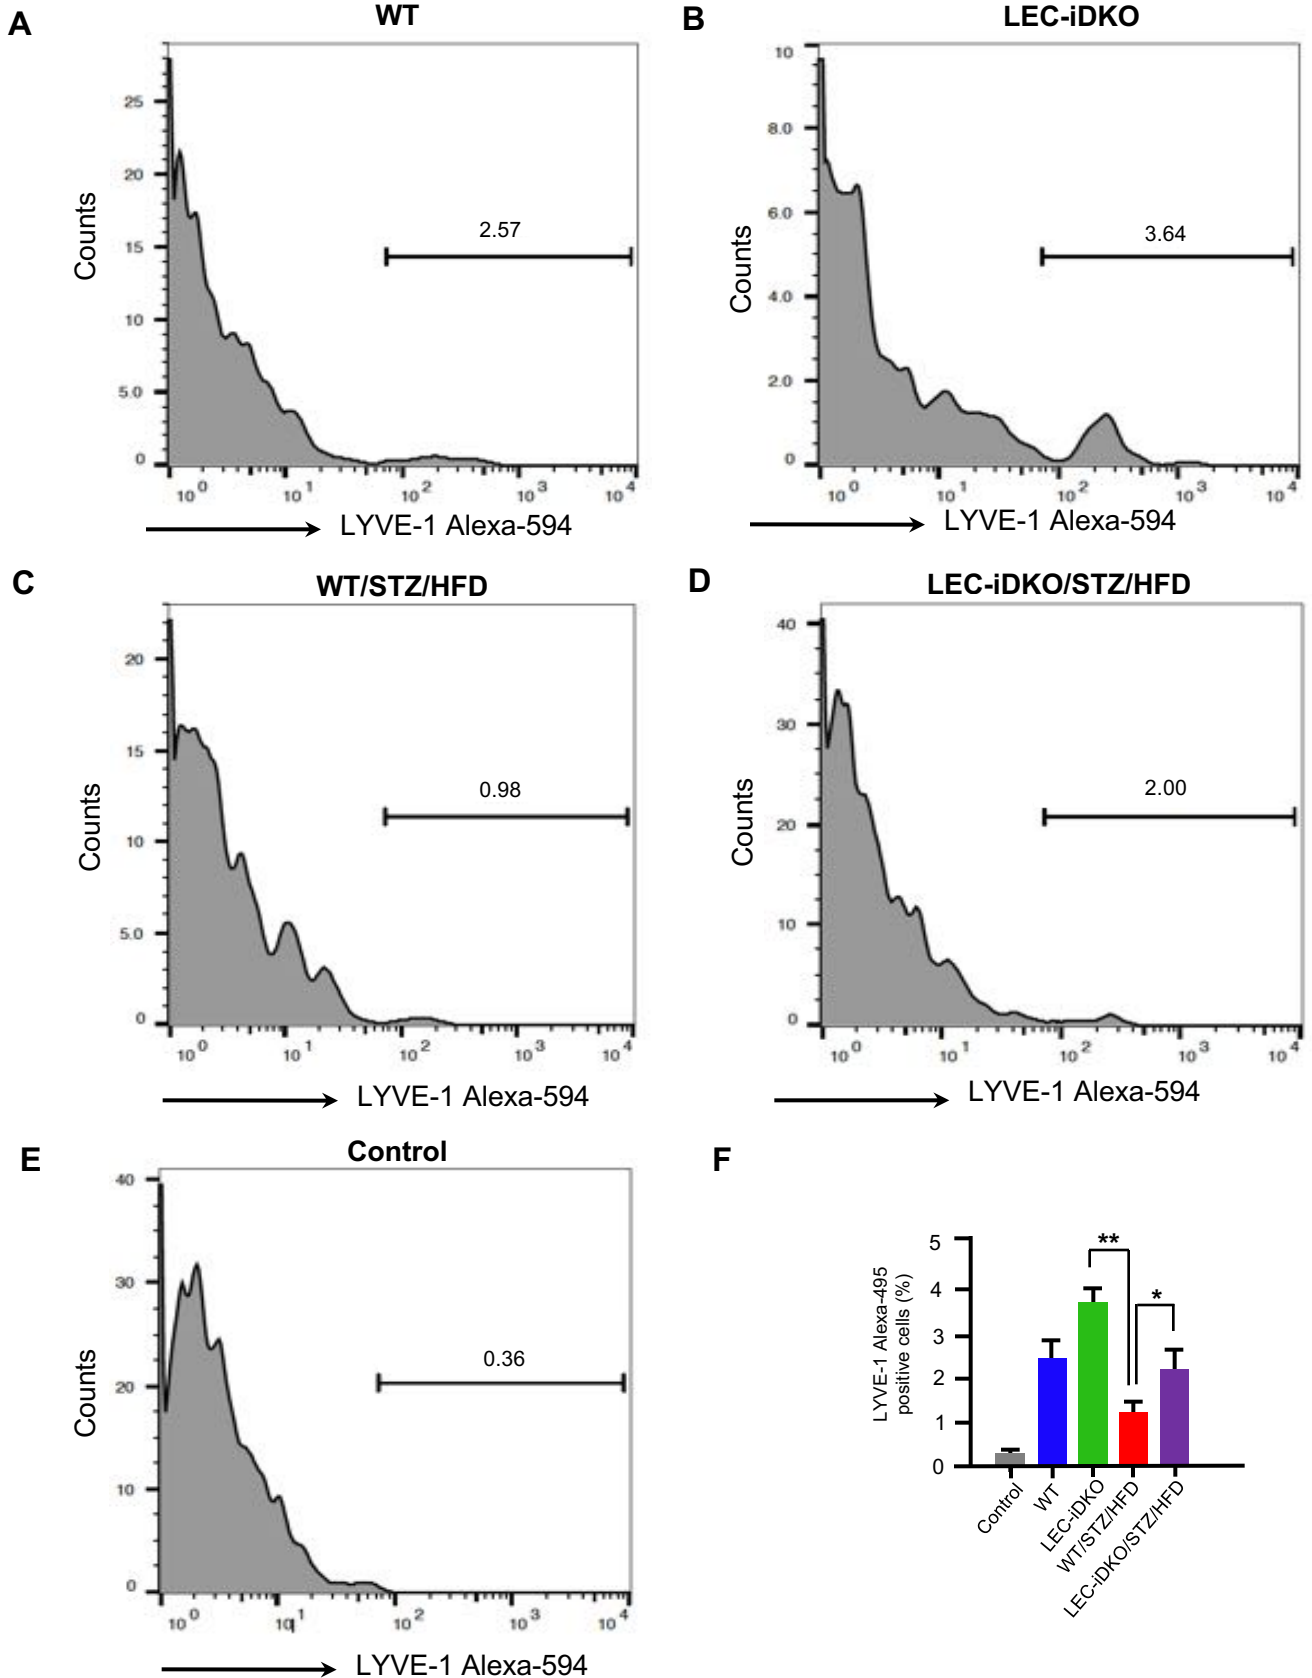 A
WT
25
20
15
10
5.0
0
Counts
2.57
10^0 10^1 10^2 10^3 10^4
LYVE-1 Alexa-594
B
LEC-iDKO
10
8.0
6.0
4.0
2.0
0
Counts
3.64
10^0 10^1 10^2 10^3 10^4
LYVE-1 Alexa-594
C
WT/STZ/HFD
20
15
10
5.0
0
Counts
0.98
10^0 10^1 10^2 10^3 10^4
LYVE-1 Alexa-594
D
LEC-iDKO/STZ/HFD
40
30
20
10
0
Counts
2.00
10^0 10^1 10^2 10^3 10^4
LYVE-1 Alexa-594
E
Control
40
30
20
10
0
Counts
0.36
10^0 10^1 10^2 10^3 10^4
LYVE-1 Alexa-594
F
LYVE-1 Alexa-495
positive cells (%)
5
4
3
2
1
0
**
*
Control
WT
LEC-iDKO
WT/STZ/HFD
LEC-iDKO/STZ/HFD